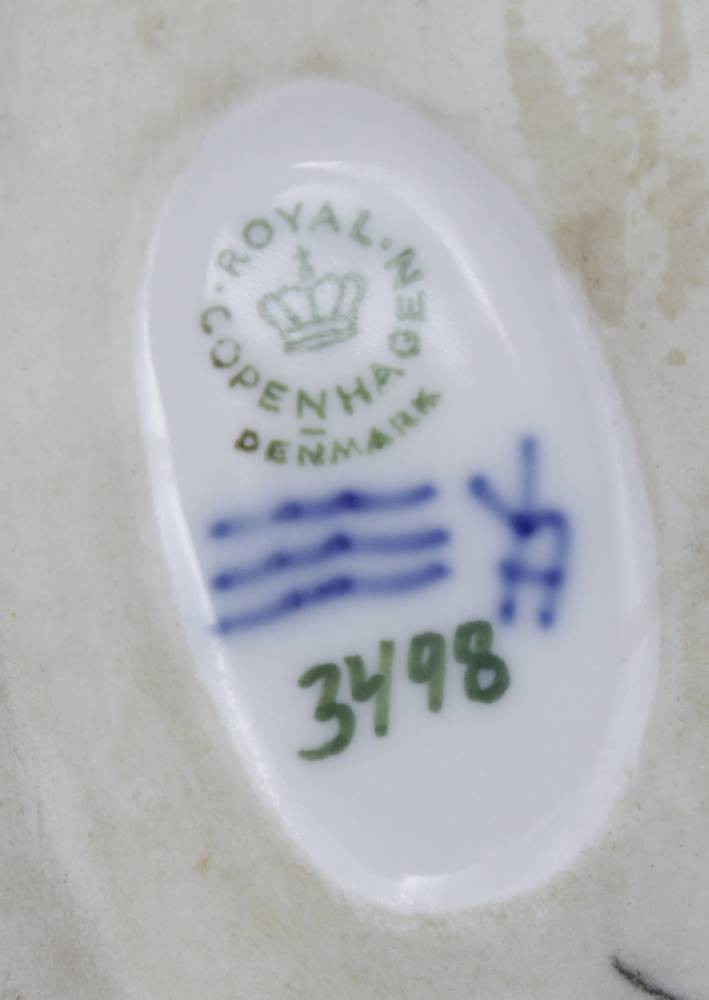 ROYAL · COPENHAGEN ·
DENMARK
3498